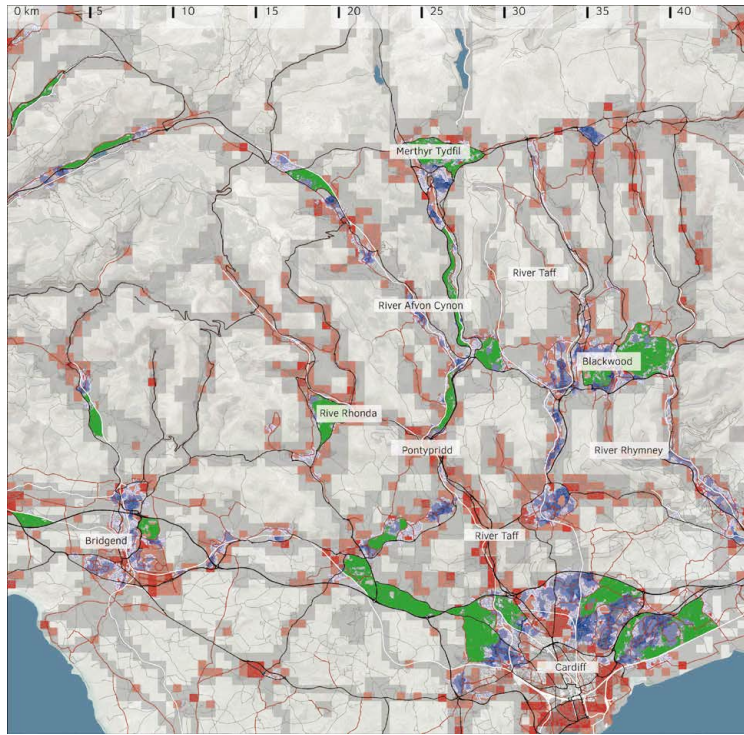 0 km 5 10 15 20 25 30 35 40
Merthyr Tydfil
River Taff
River Afvon Cynon
Blackwood
Rive Rhonda
Pontypridd
River Rhymney
River Taff
Bridgend
Cardiff